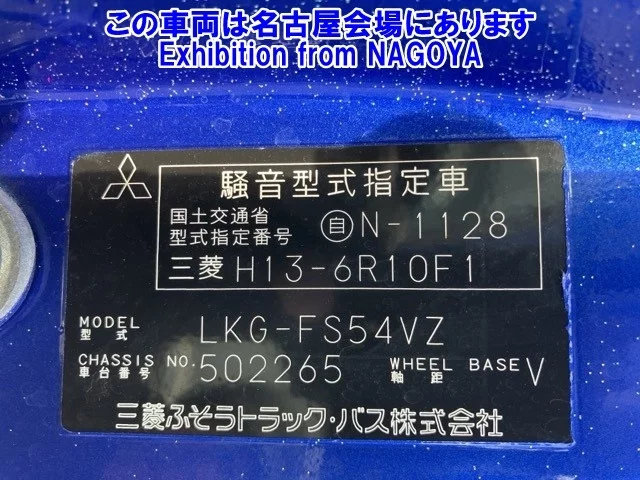 この車両は名古屋会場にあります
Exhibition from NAGOYA
騒音型式指定車
国土交通省
型式指定番号 自N-1128
三菱 H13-6R10F1
MODEL
型式 LKG-FS54VZ
CHASSIS NO.
車台番号 502265 WHEEL BASE
軸距 V
三菱ふそうトラック・バス株式会社